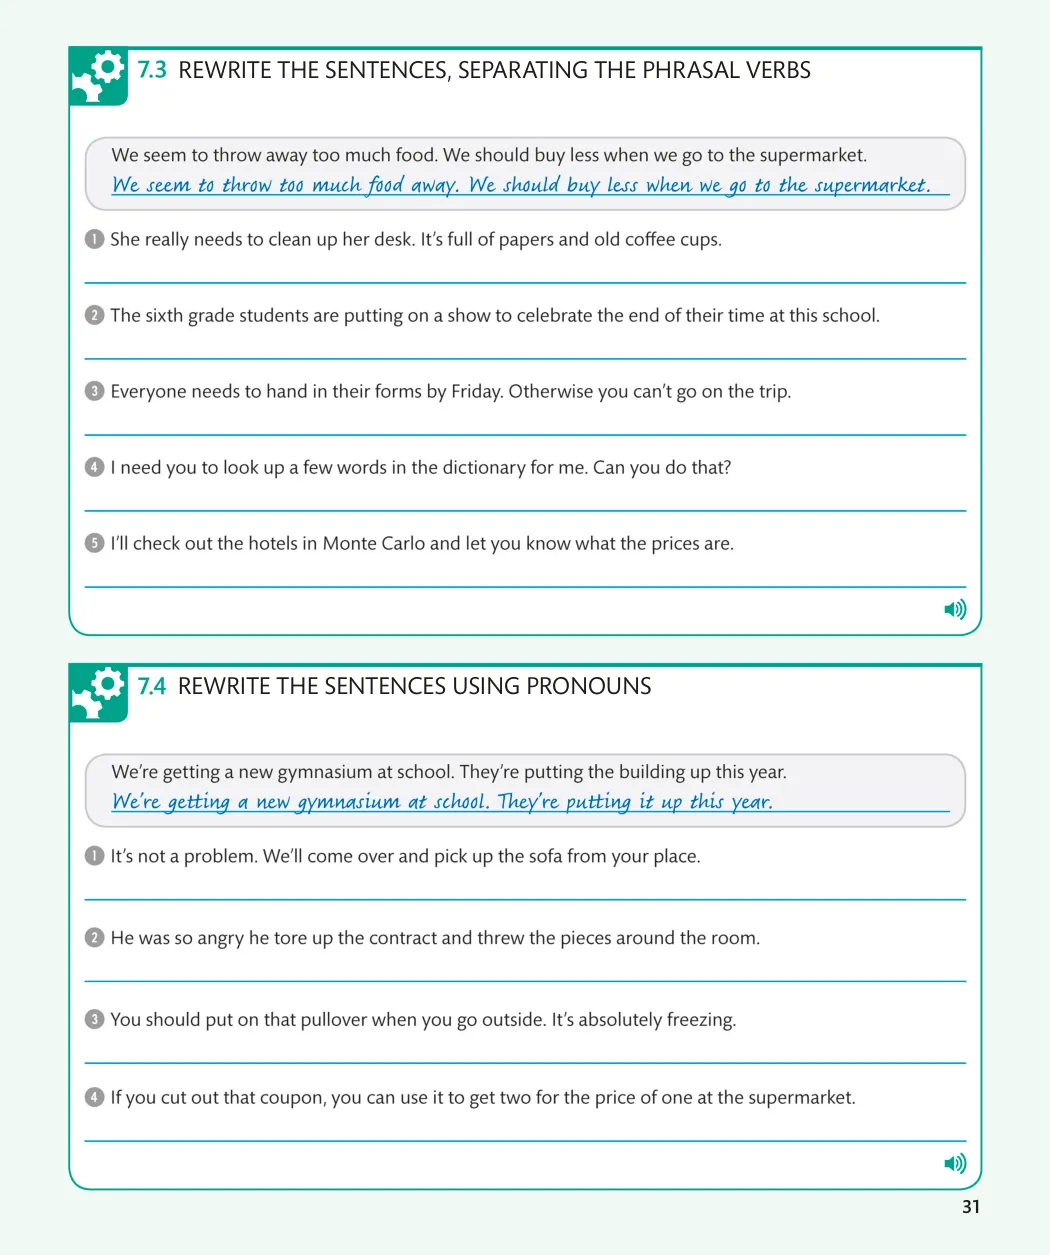 7.3 REWRITE THE SENTENCES, SEPARATING THE PHRASAL VERBS
We seem to throw away too much food. We should buy less when we go to the supermarket.
We seem to throw too much food away. We should buy less when we go to the supermarket.
1 She really needs to clean up her desk. It’s full of papers and old coffee cups.
2 The sixth grade students are putting on a show to celebrate the end of their time at this school.
3 Everyone needs to hand in their forms by Friday. Otherwise you can’t go on the trip.
4 I need you to look up a few words in the dictionary for me. Can you do that?
5 I’ll check out the hotels in Monte Carlo and let you know what the prices are.
7.4 REWRITE THE SENTENCES USING PRONOUNS
We’re getting a new gymnasium at school. They’re putting the building up this year.
We’re getting a new gymnasium at school. They’re putting it up this year.
1 It’s not a problem. We’ll come over and pick up the sofa from your place.
2 He was so angry he tore up the contract and threw the pieces around the room.
3 You should put on that pullover when you go outside. It’s absolutely freezing.
4 If you cut out that coupon, you can use it to get two for the price of one at the supermarket.
31